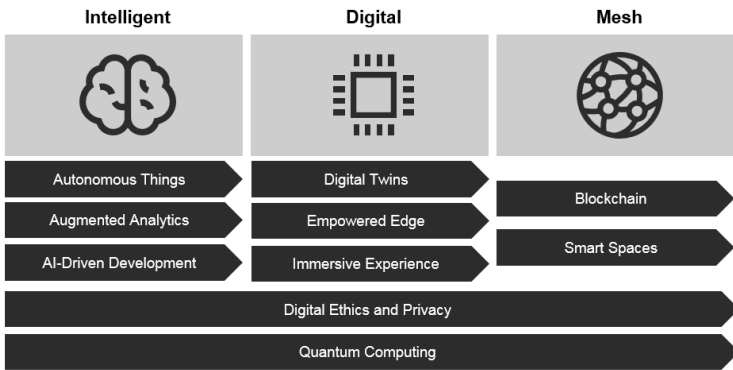 Intelligent
Digital
Mesh
Autonomous Things
Augmented Analytics
AI-Driven Development
Digital Twins
Empowered Edge
Immersive Experience
Blockchain
Smart Spaces
Digital Ethics and Privacy
Quantum Computing